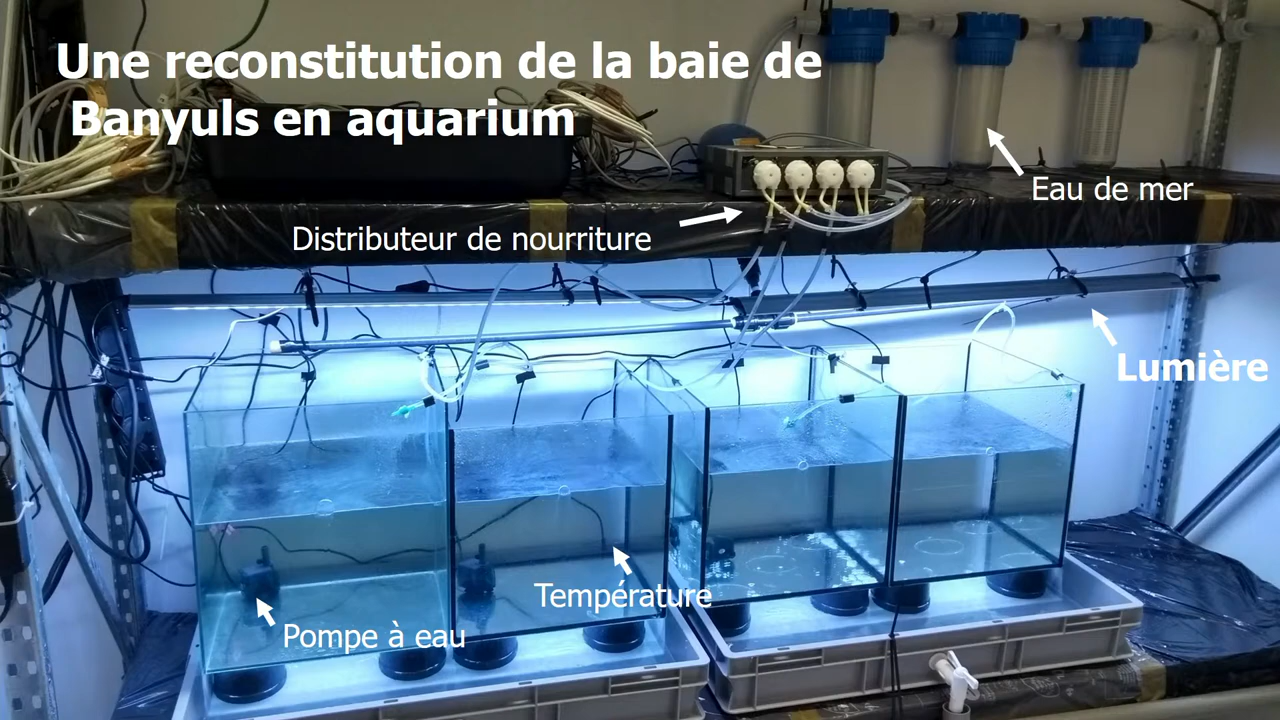 Une reconstitution de la baie de
Banyuls en aquarium
Eau de mer
Distributeur de nourriture
Lumière
Température
Pompe à eau